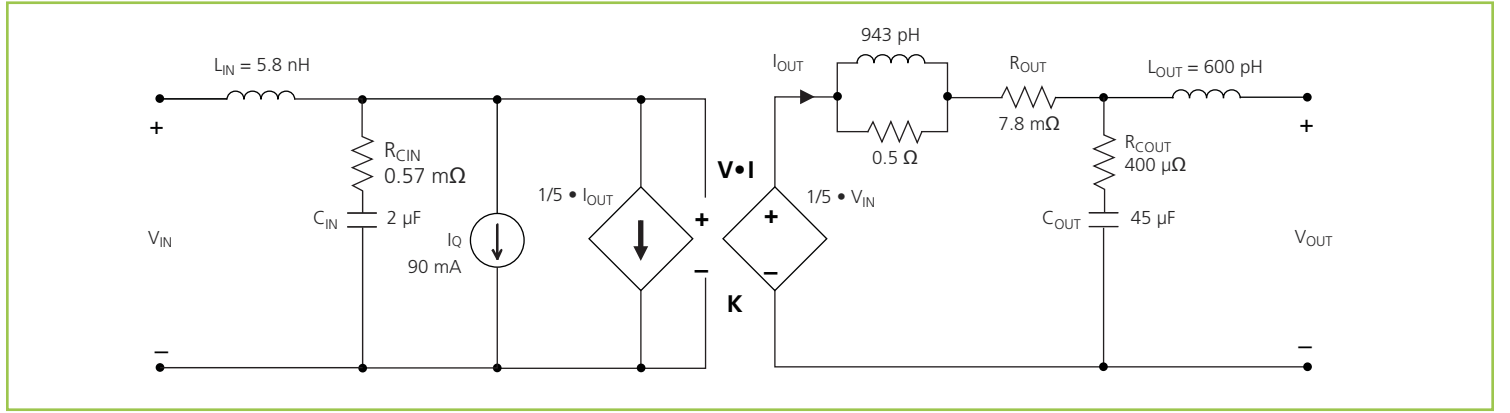 L_IN = 5.8 nH
+
R_CIN
0.57 mΩ
C_IN
2 µF
V_IN
I_Q
90 mA
1/5 • I_OUT
–
V•I
+
–
K
+
–
1/5 • V_IN
I_OUT
943 pH
0.5 Ω
R_OUT
7.8 mΩ
L_OUT = 600 pH
+
R_COUT
400 µΩ
C_OUT
45 µF
V_OUT
–